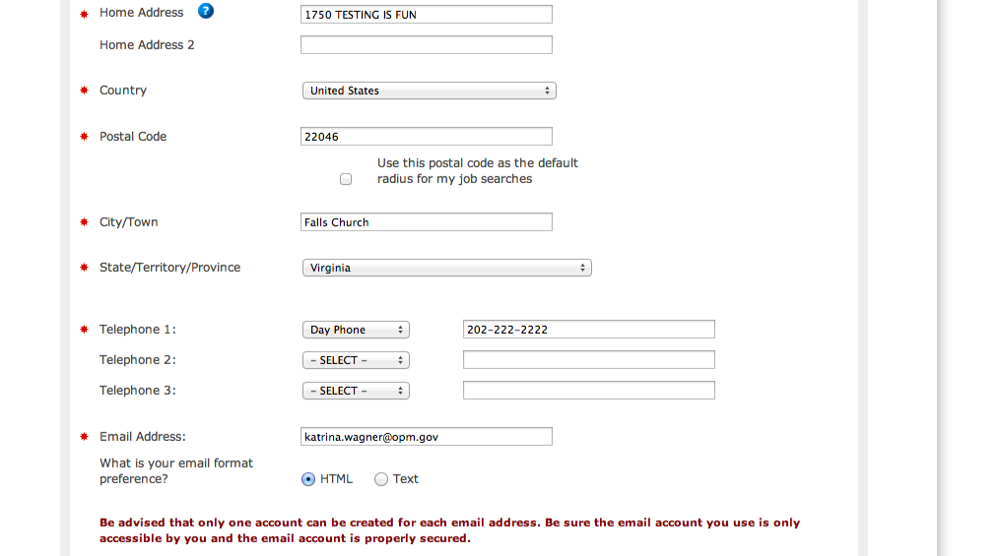 * Home Address ? 1750 TESTING IS FUN
Home Address 2
* Country United States
* Postal Code 22046
Use this postal code as the default
radius for my job searches
* City/Town Falls Church
* State/Territory/Province Virginia
* Telephone 1: Day Phone 202-222-2222
Telephone 2: - SELECT -
Telephone 3: - SELECT -
* Email Address: katrina.wagner@opm.gov
What is your email format
preference? HTML Text
Be advised that only one account can be created for each email address. Be sure the email account you use is only
accessible by you and the email account is properly secured.